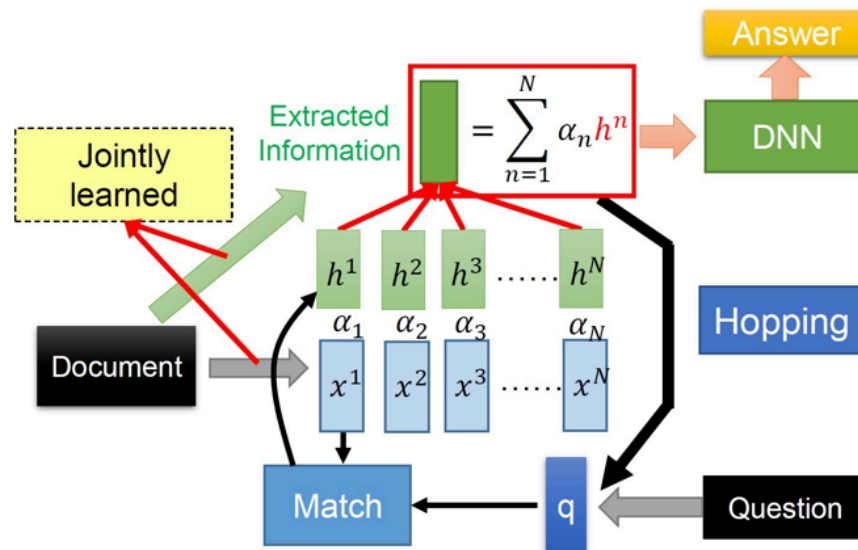 Answer
Extracted
Information
= \sum_{n=1}^{N} α_n h^n
DNN
Jointly
learned
h^1 h^2 h^3 ...... h^N
α_1 α_2 α_3 α_N
Hopping
Document
x^1 x^2 x^3 ...... x^N
Match
q
Question